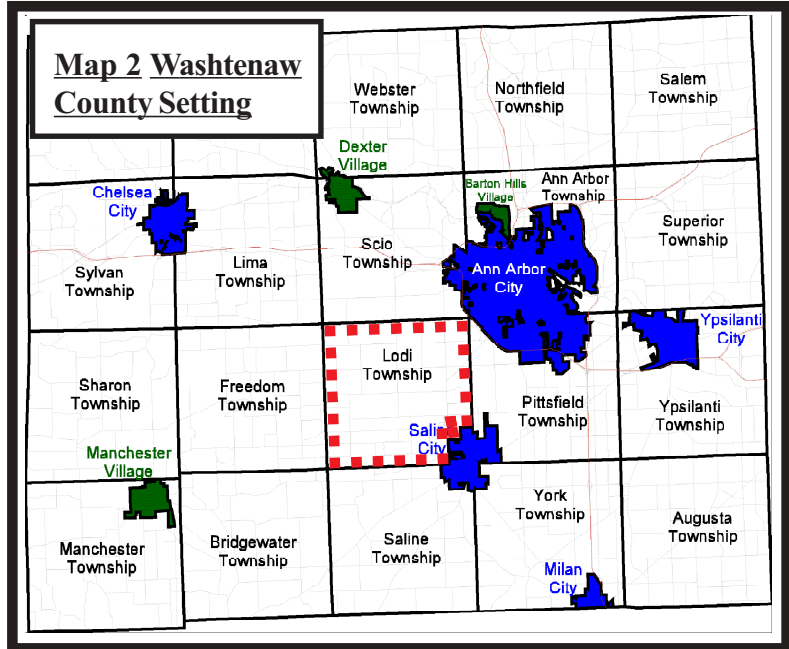 Map 2 Washtenaw
County Setting
Webster
Township
Northfield
Township
Salem
Township
Dexter
Village
Chelsea
City
Barton Hills
Village
Ann Arbor
Township
Superior
Township
Sylvan
Township
Lima
Township
Scio
Township
Ann Arbor
City
Ypsilanti
City
Lodi
Township
Sharon
Township
Freedom
Township
Pittsfield
Township
Ypsilanti
Township
Manchester
Village
Salin
City
York
Township
Augusta
Township
Manchester
Township
Bridgewater
Township
Saline
Township
Milan
City